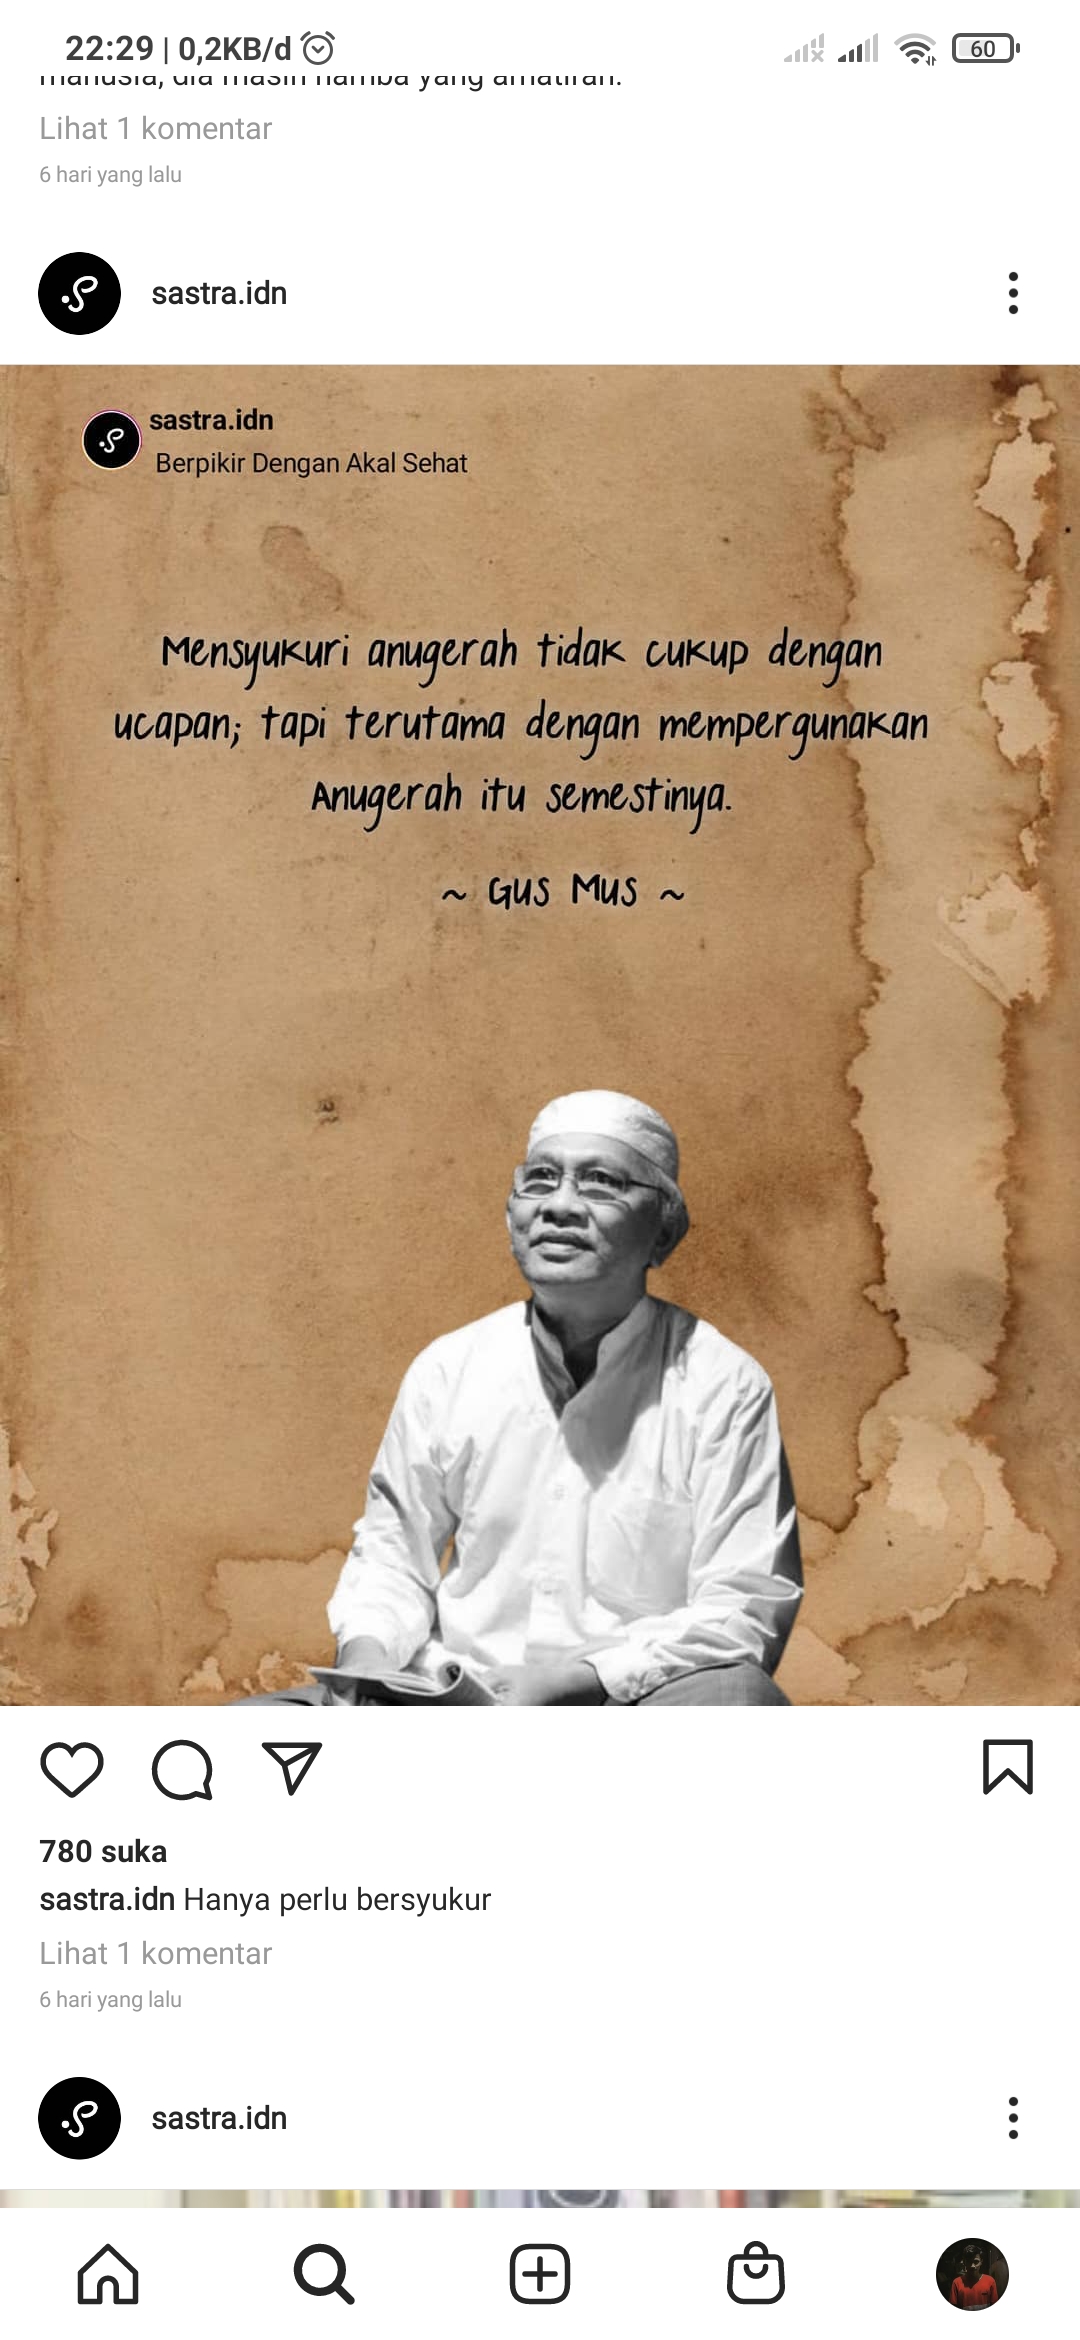 22:29 | 0,2KB/d
60
manusia, dia masih hamba yang amatiran.
Lihat 1 komentar
6 hari yang lalu
sastra.idn
sastra.idn
Berpikir Dengan Akal Sehat
Mensyukuri anugerah tidak cukup dengan
ucapan; tapi terutama dengan mempergunakan
Anugerah itu semestinya.
~ Gus Mus ~
780 suka
sastra.idn Hanya perlu bersyukur
Lihat 1 komentar
6 hari yang lalu
sastra.idn